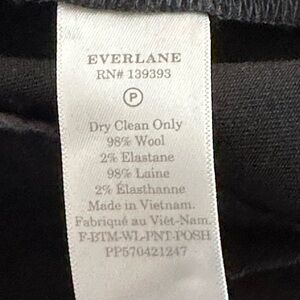 EVERLANE
RN# 139393
P
Dry Clean Only
98% Wool
2% Elastane
98% Laine
2% Élasthanne
Made in Vietnam.
Fabriqué au Viêt-Nam.
F-BTM-WL-PNT-POSH
PP570421247